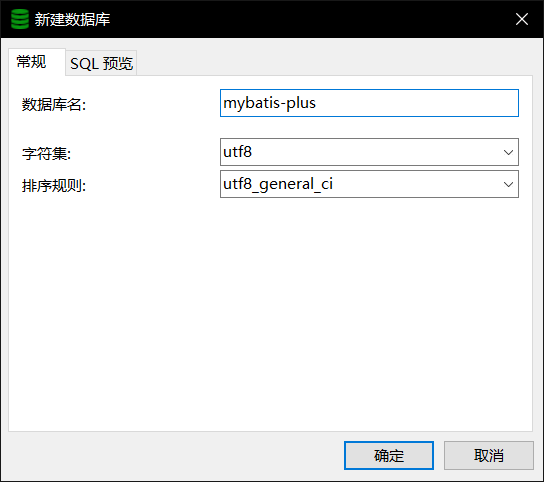 新建数据库
常规
SQL 预览
数据库名:
mybatis-plus
字符集:
utf8
排序规则:
utf8_general_ci
确定
取消